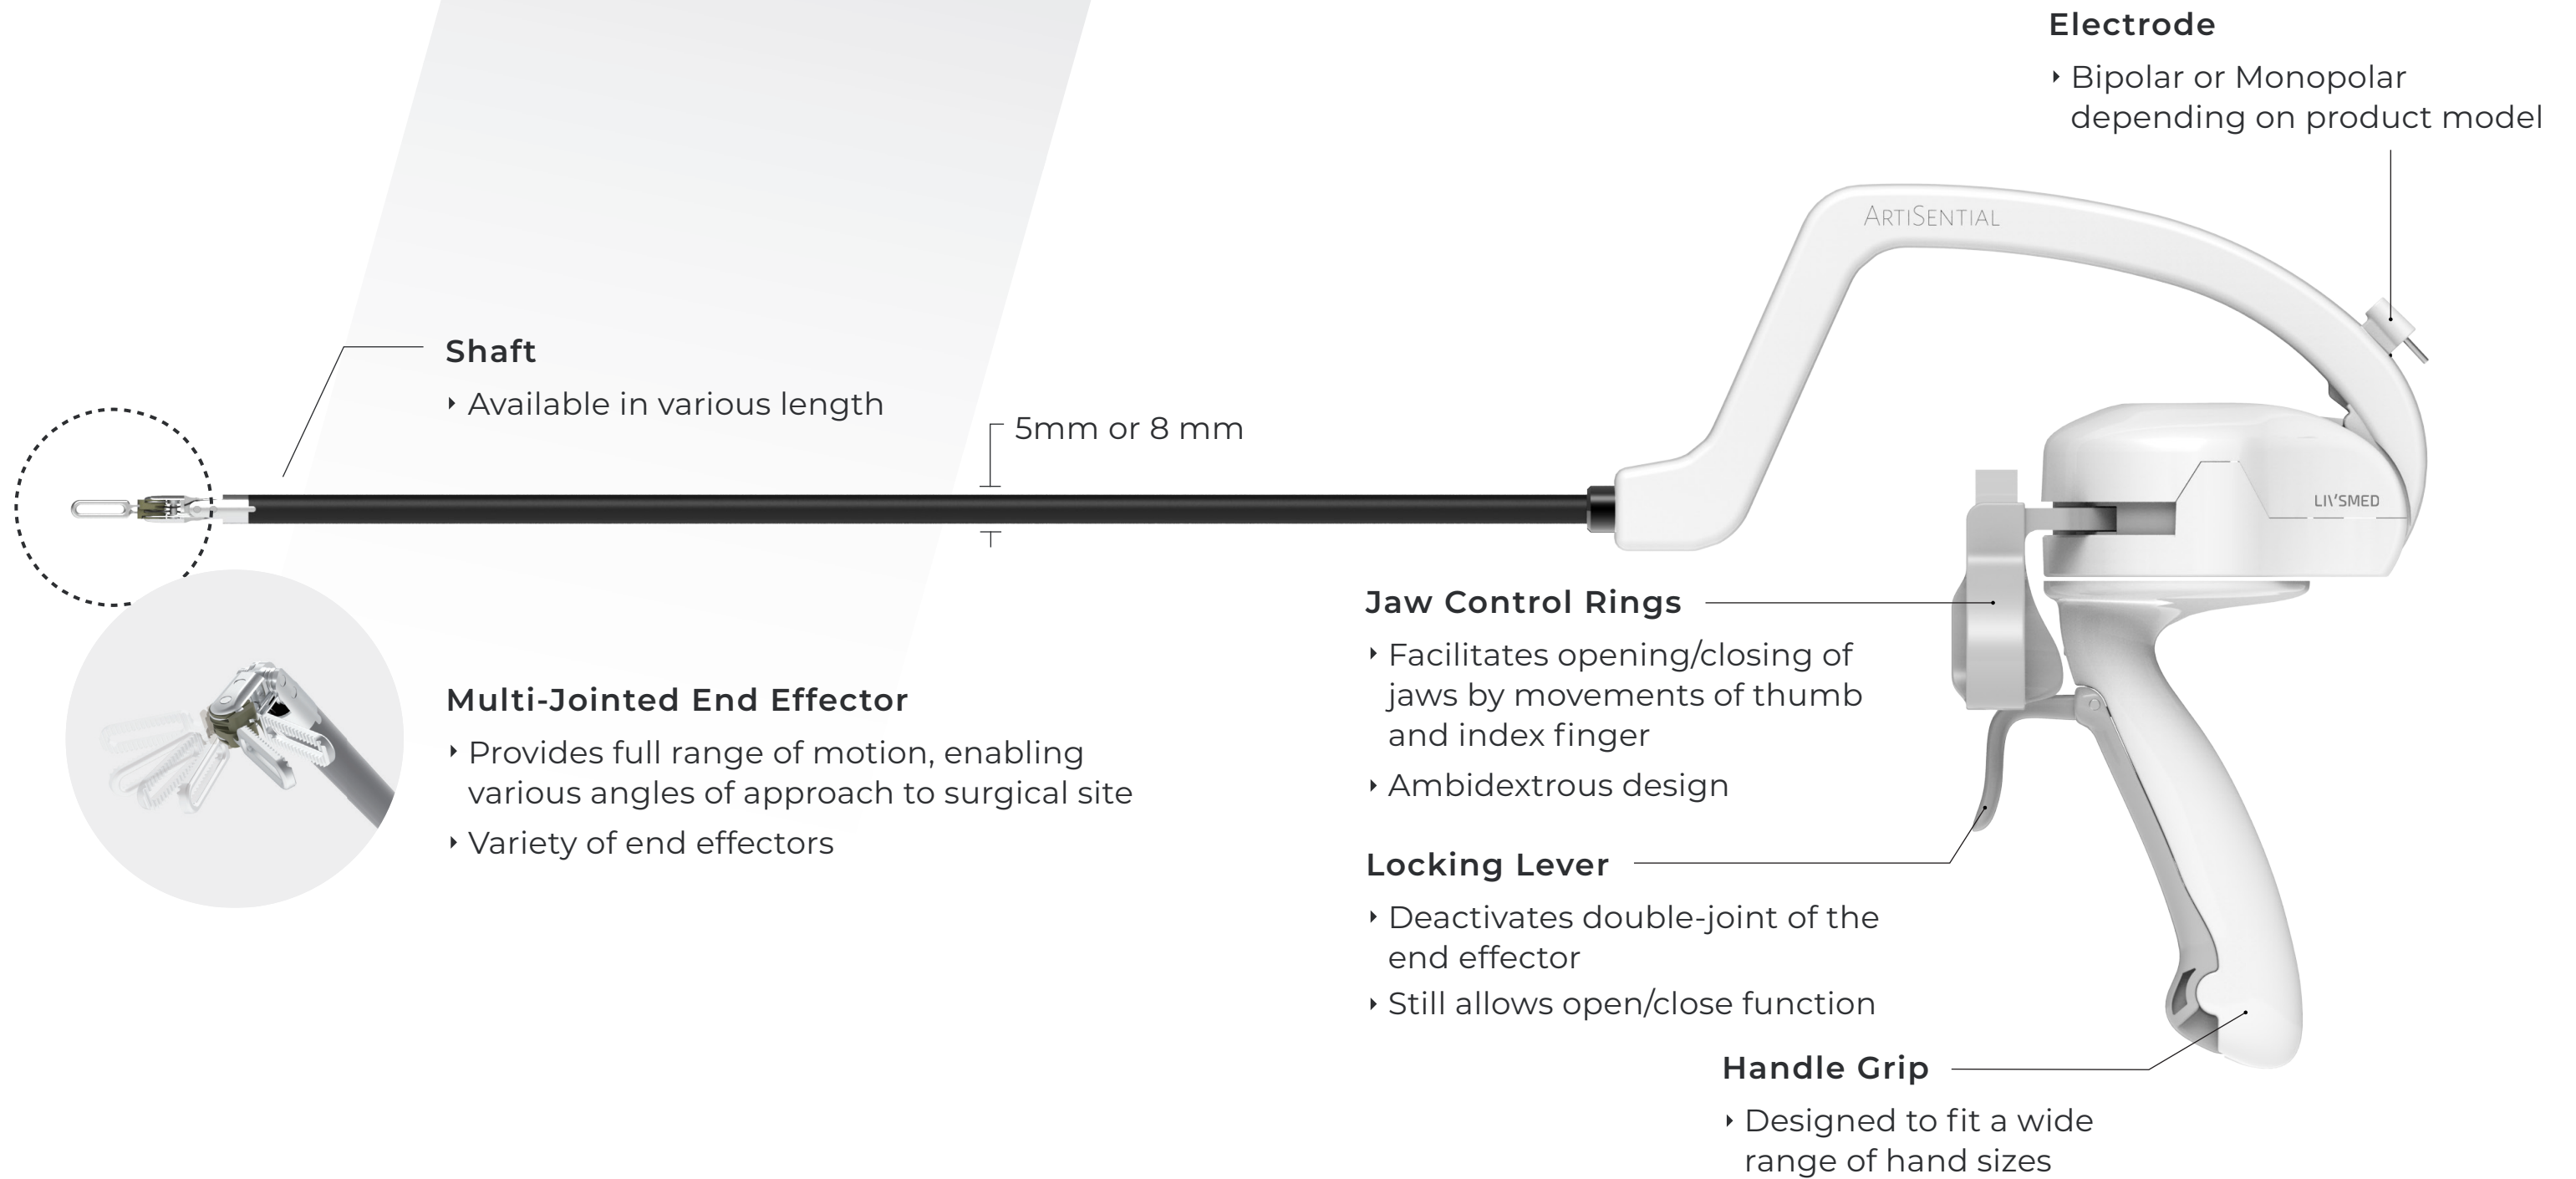 Electrode
Bipolar or Monopolar
depending on product model
ARTISENTIAL
Shaft
Available in various length
5mm or 8 mm
LIVSMED
Jaw Control Rings
Facilitates opening/closing of
jaws by movements of thumb
and index finger
Ambidextrous design
Multi-Jointed End Effector
Provides full range of motion, enabling
various angles of approach to surgical site
Variety of end effectors
Locking Lever
Deactivates double-joint of the
end effector
Still allows open/close function
Handle Grip
Designed to fit a wide
range of hand sizes